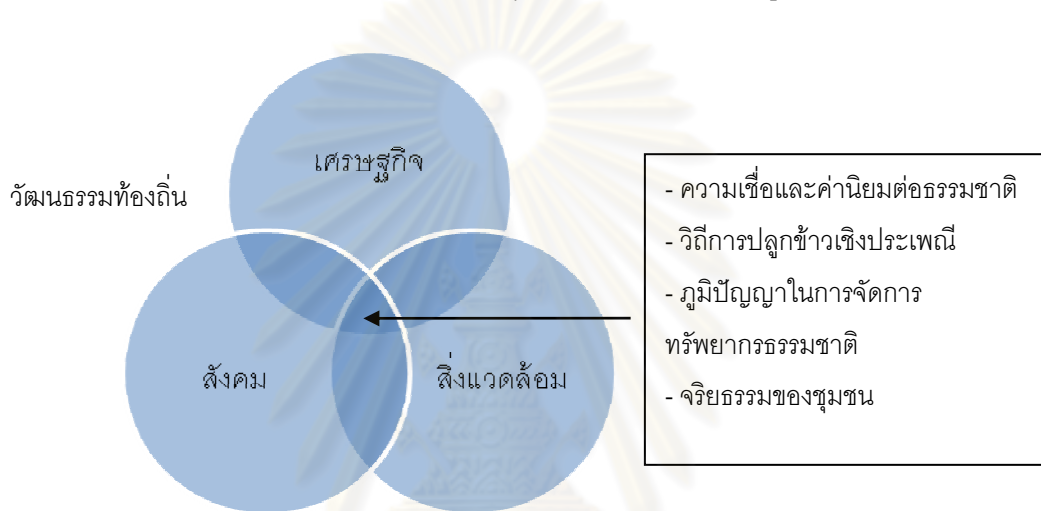 เศรษฐกิจ
วัฒนธรรมท้องถิ่น
สังคม
สิ่งแวดล้อม
- ความเชื่อและค่านิยมต่อธรรมชาติ
- วิถีการปลูกข้าวเชิงประเพณี
- ภูมิปัญญาในการจัดการ
ทรัพยากรธรรมชาติ
- จริยธรรมของชุมชน